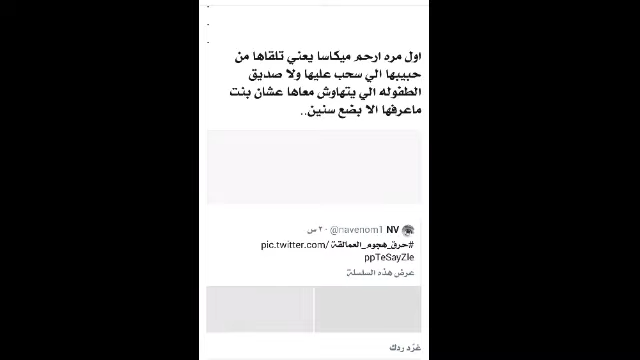 اول مره ارحم ميكاسا يعني تلقاها من
حبيبها الي سحب عليها ولا صديق
الطفوله الي يتهاوش معاها عشان بنت
ماعرفها الا بضع سنين..
NV @navenom1 - ٢ س
#حرق_هجوم_العمالقة pic.twitter.com/
ppTeSayZle
عرض هذه السلسلة
غرّد ردك